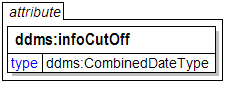 attribute
ddms:infoCutOff
type ddms:CombinedDateType